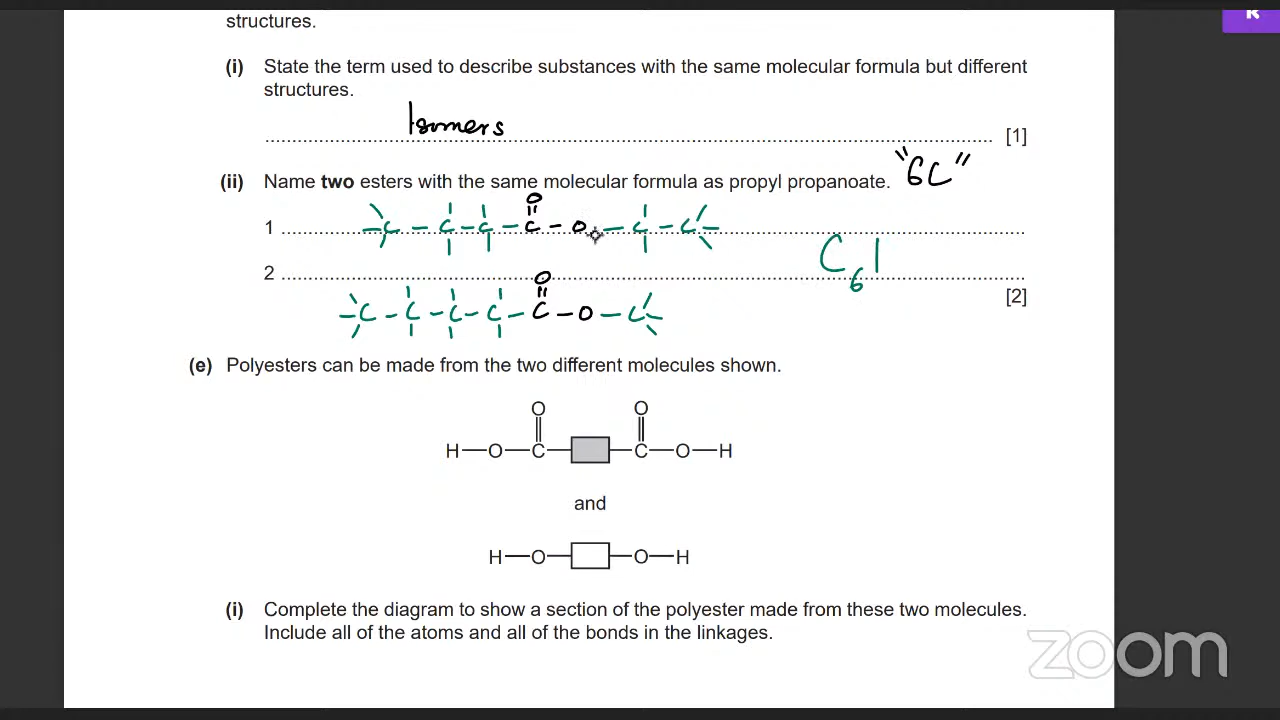 structures.
(i) State the term used to describe substances with the same molecular formula but different
structures.
Isomers
[1]
(ii) Name two esters with the same molecular formula as propyl propanoate. "6C"
O
1 C - C - C - C - O - C - C
C6
2
O
[2]
C - C - C - C - C - O - C
(e) Polyesters can be made from the two different molecules shown.
O O
H—O—C C—O—H
and
H—O O—H
(i) Complete the diagram to show a section of the polyester made from these two molecules.
Include all of the atoms and all of the bonds in the linkages.
zoom